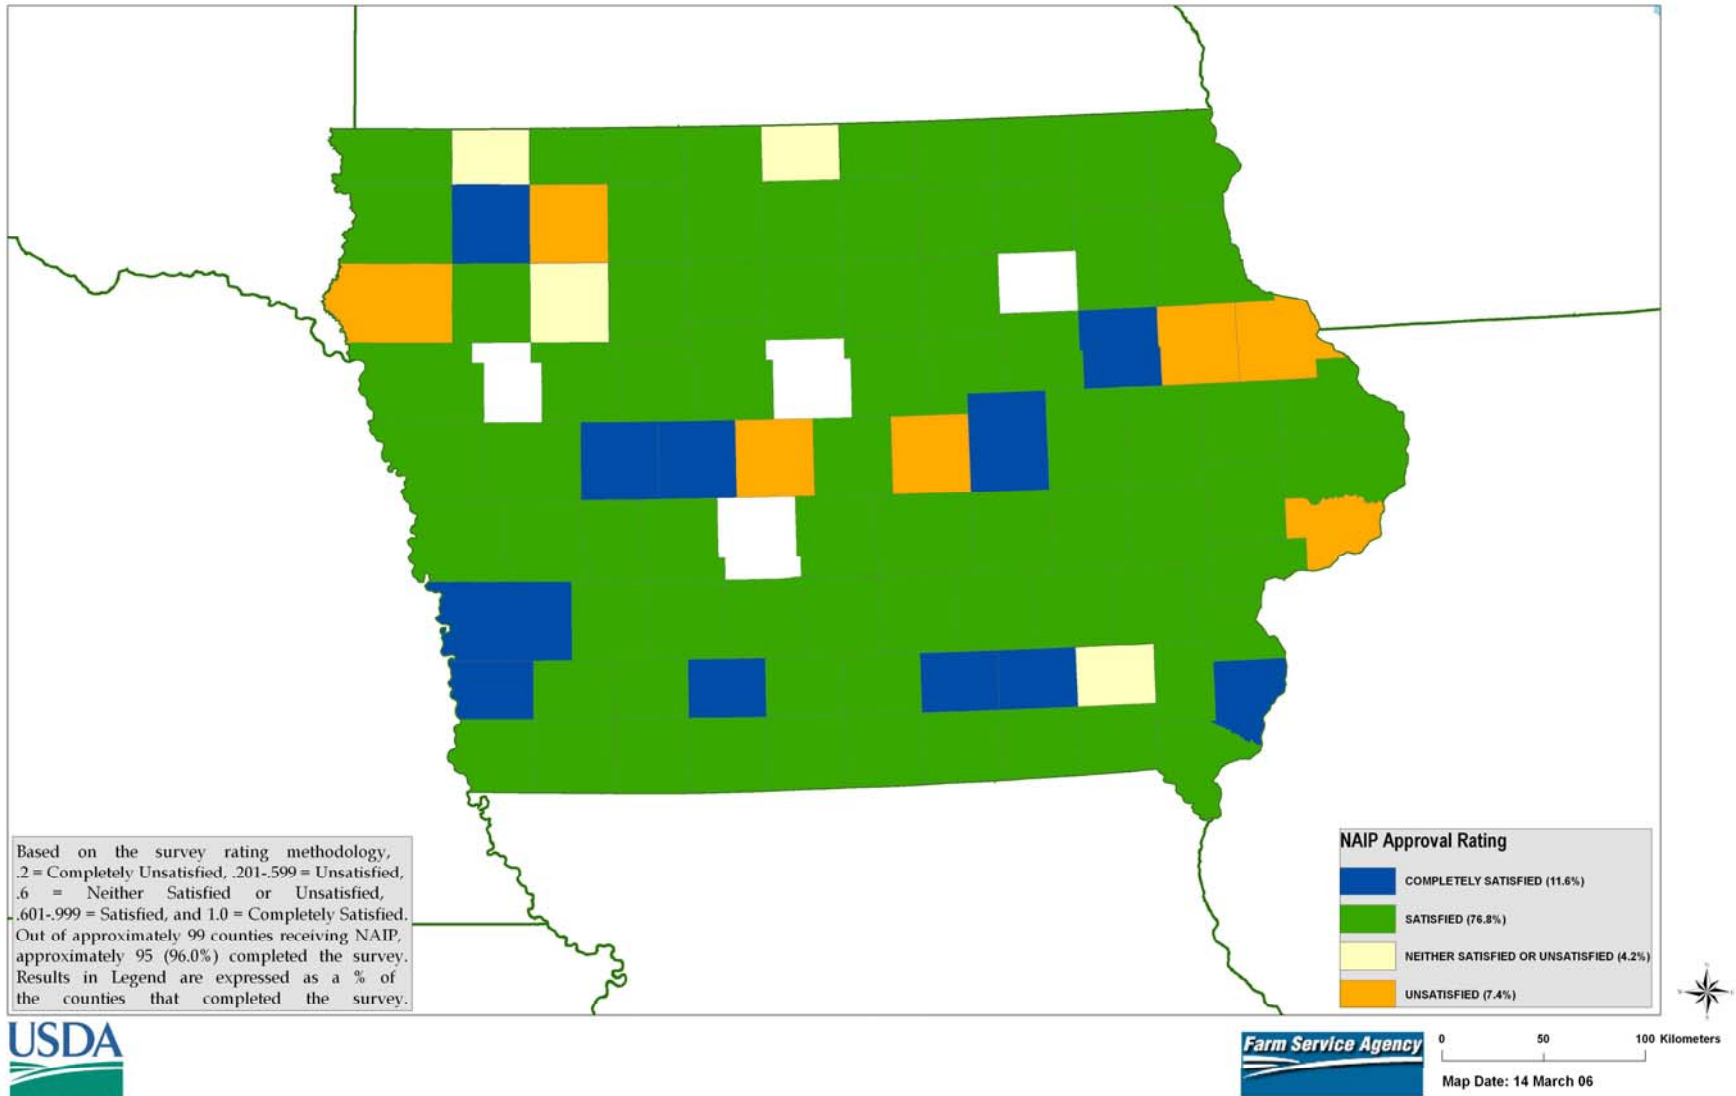 Based on the survey rating methodology,
.2 = Completely Unsatisfied, .201-.599 = Unsatisfied,
.6 = Neither Satisfied or Unsatisfied,
.601-.999 = Satisfied, and 1.0 = Completely Satisfied.
Out of approximately 99 counties receiving NAIP,
approximately 95 (96.0%) completed the survey.
Results in Legend are expressed as a % of
the counties that completed the survey.
NAIP Approval Rating
COMPLETELY SATISFIED (11.6%)
SATISFIED (76.8%)
NEITHER SATISFIED OR UNSATISFIED (4.2%)
UNSATISFIED (7.4%)
USDA
Farm Service Agency
0 50 100 Kilometers
Map Date: 14 March 06